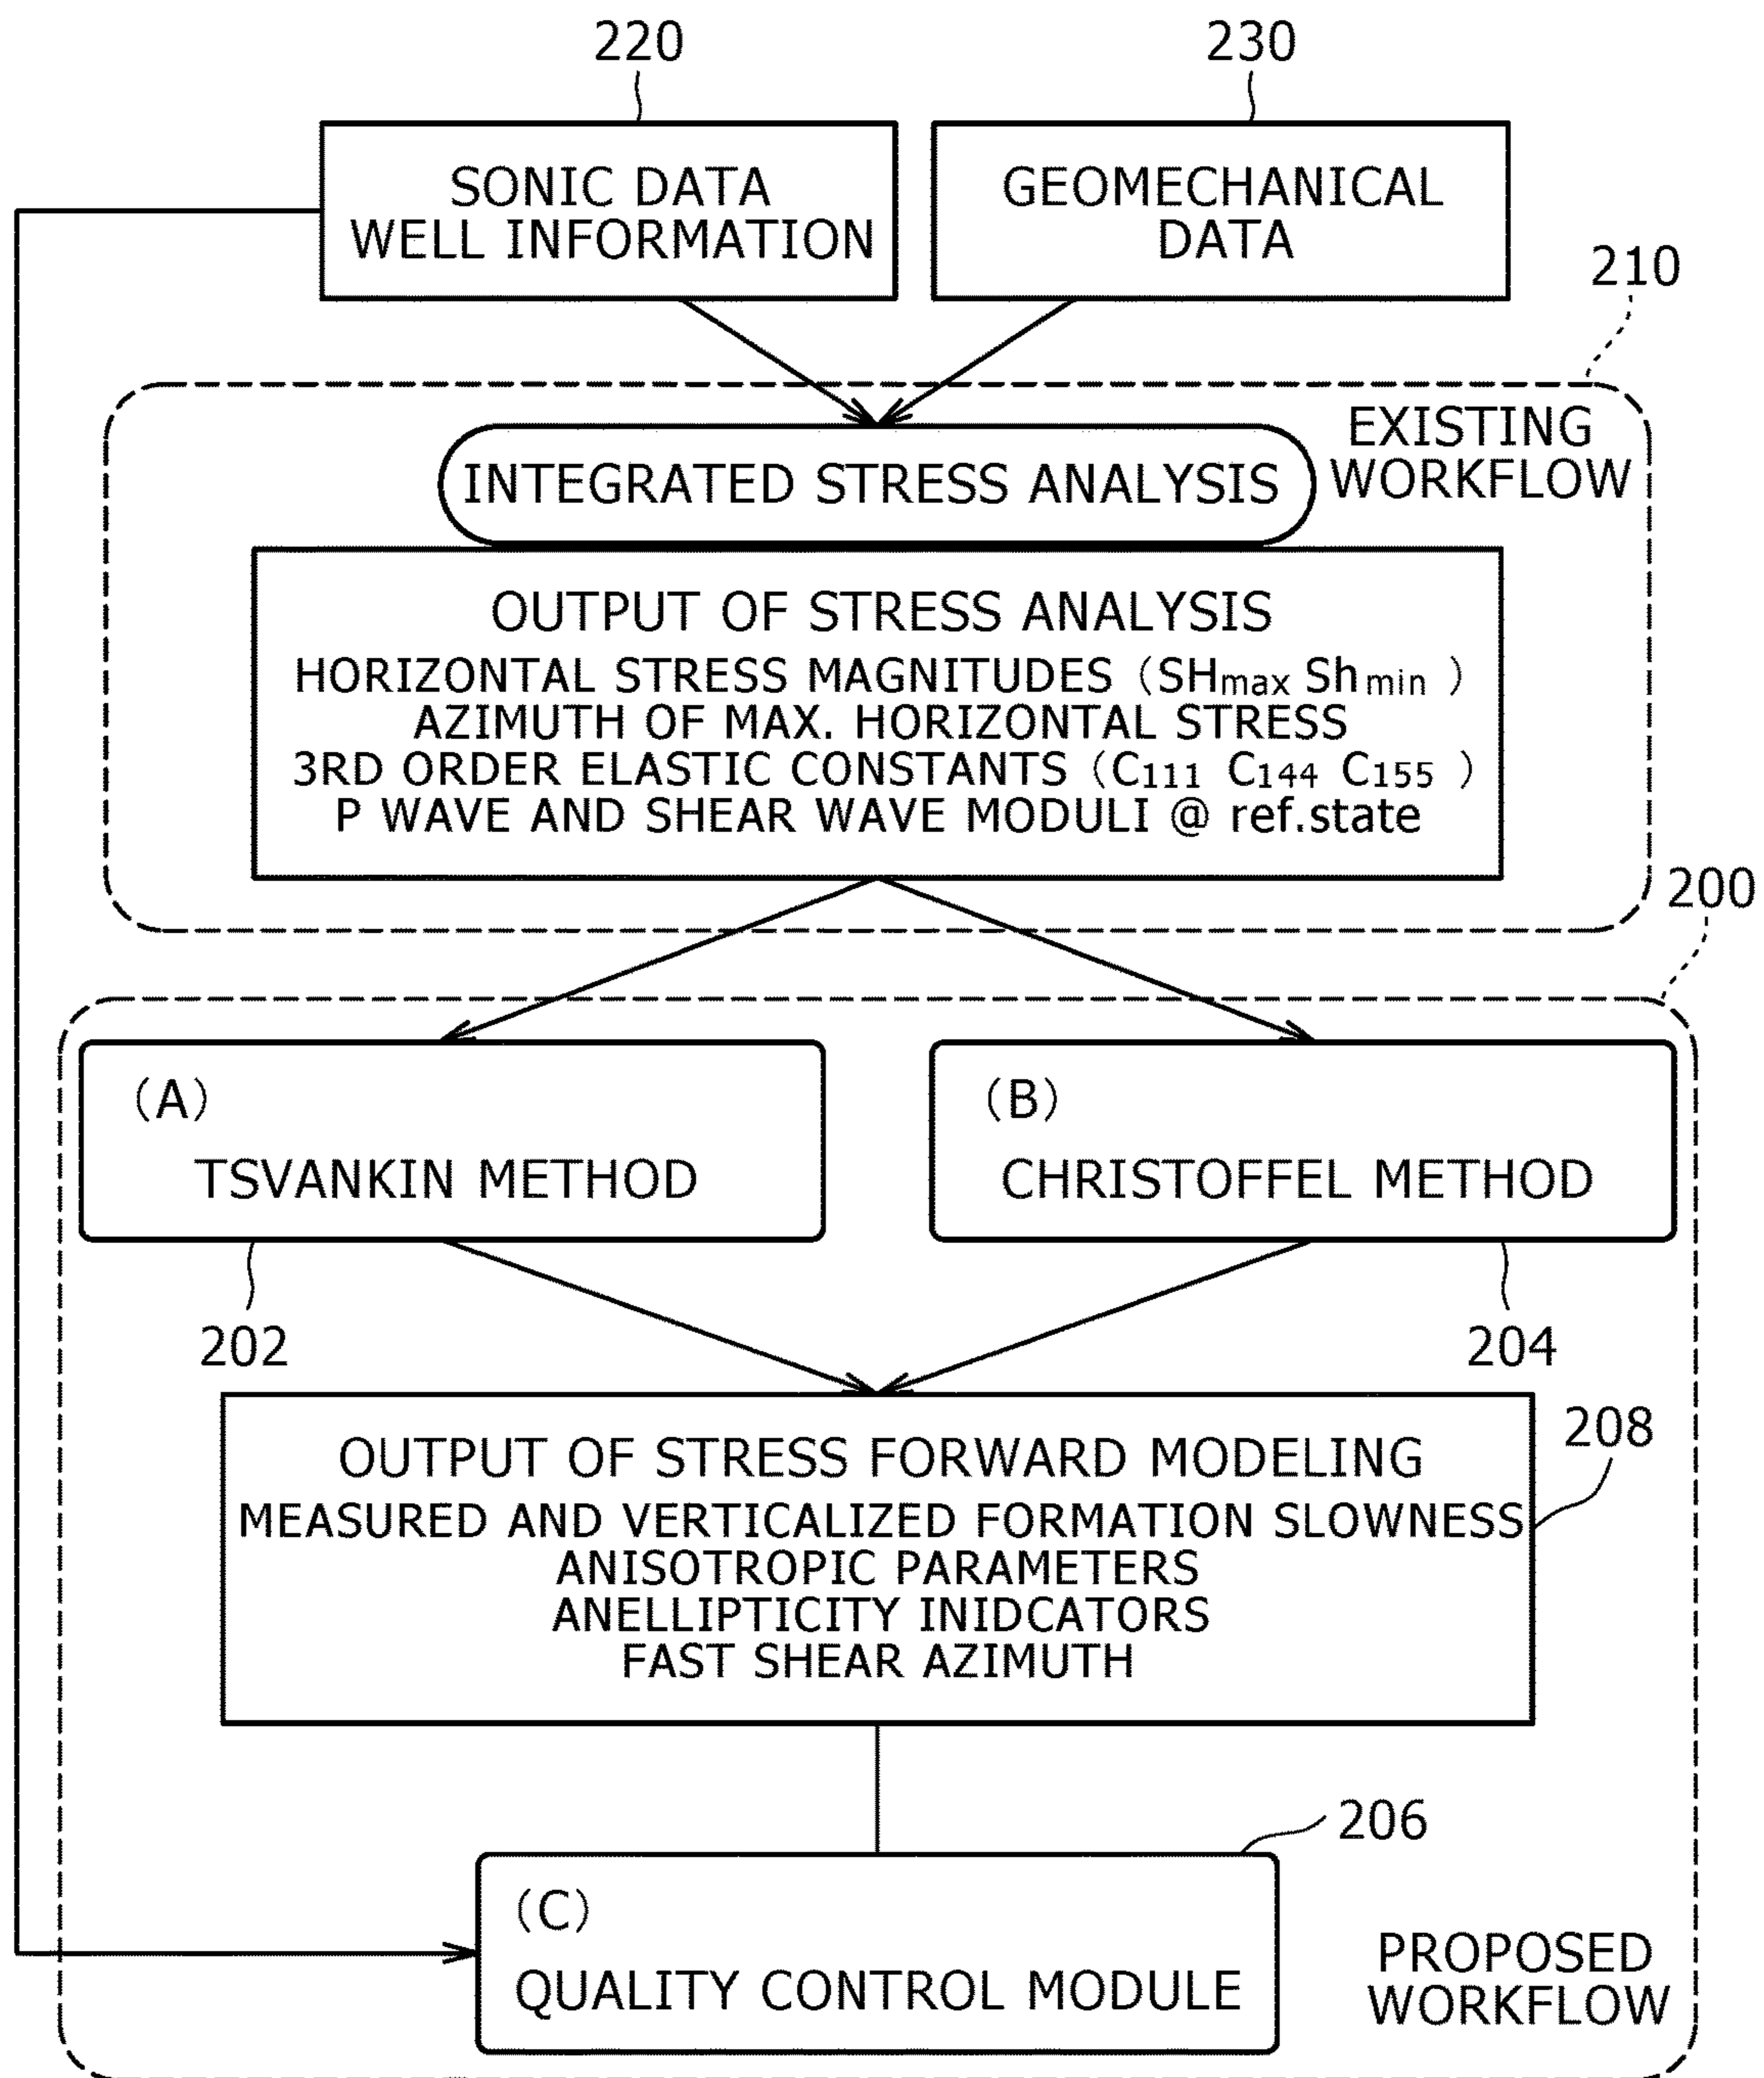 220
230
SONIC DATA
WELL INFORMATION
GEOMECHANICAL
DATA
210
EXISTING
WORKFLOW
INTEGRATED STRESS ANALYSIS
OUTPUT OF STRESS ANALYSIS
HORIZONTAL STRESS MAGNITUDES (SHmax Shmin )
AZIMUTH OF MAX. HORIZONTAL STRESS
3RD ORDER ELASTIC CONSTANTS (C111 C144 C155 )
P WAVE AND SHEAR WAVE MODULI @ ref.state
200
(A)
TSVANKIN METHOD
(B)
CHRISTOFFEL METHOD
202
204
208
OUTPUT OF STRESS FORWARD MODELING
MEASURED AND VERTICALIZED FORMATION SLOWNESS
ANISOTROPIC PARAMETERS
ANELLIPTICITY INIDCATORS
FAST SHEAR AZIMUTH
206
(C)
QUALITY CONTROL MODULE
PROPOSED
WORKFLOW